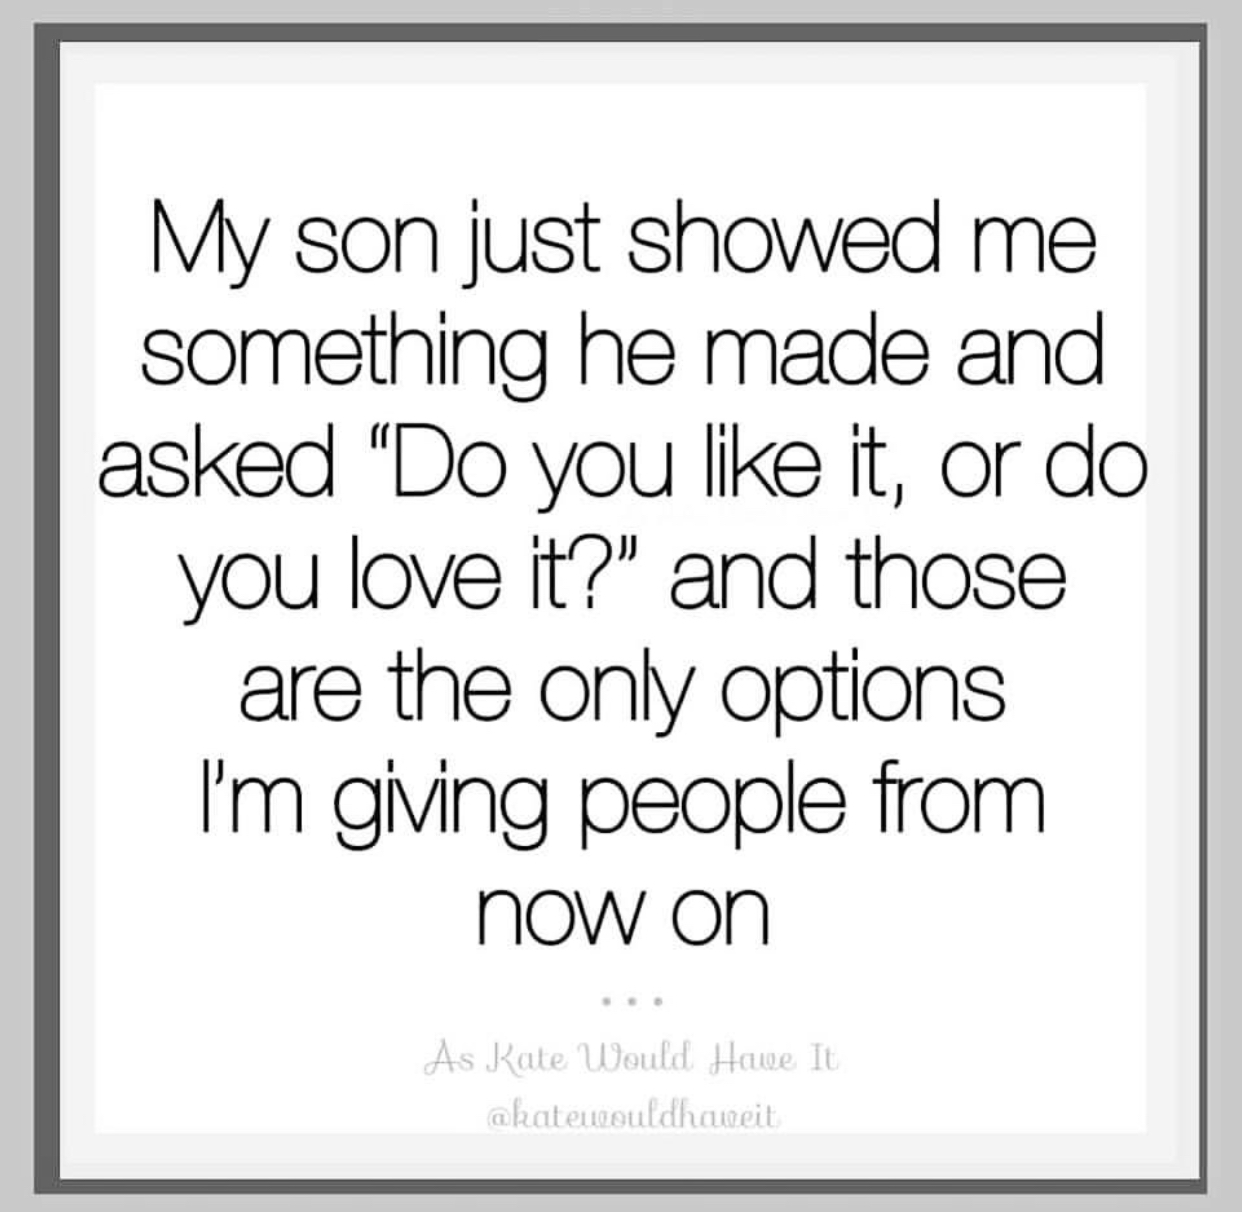 My son just showed me
something he made and
asked “Do you like it, or do
you love it?” and those
are the only options
I'm giving people from
now on
...
As Kate Would Have It
@katewouldhaveit